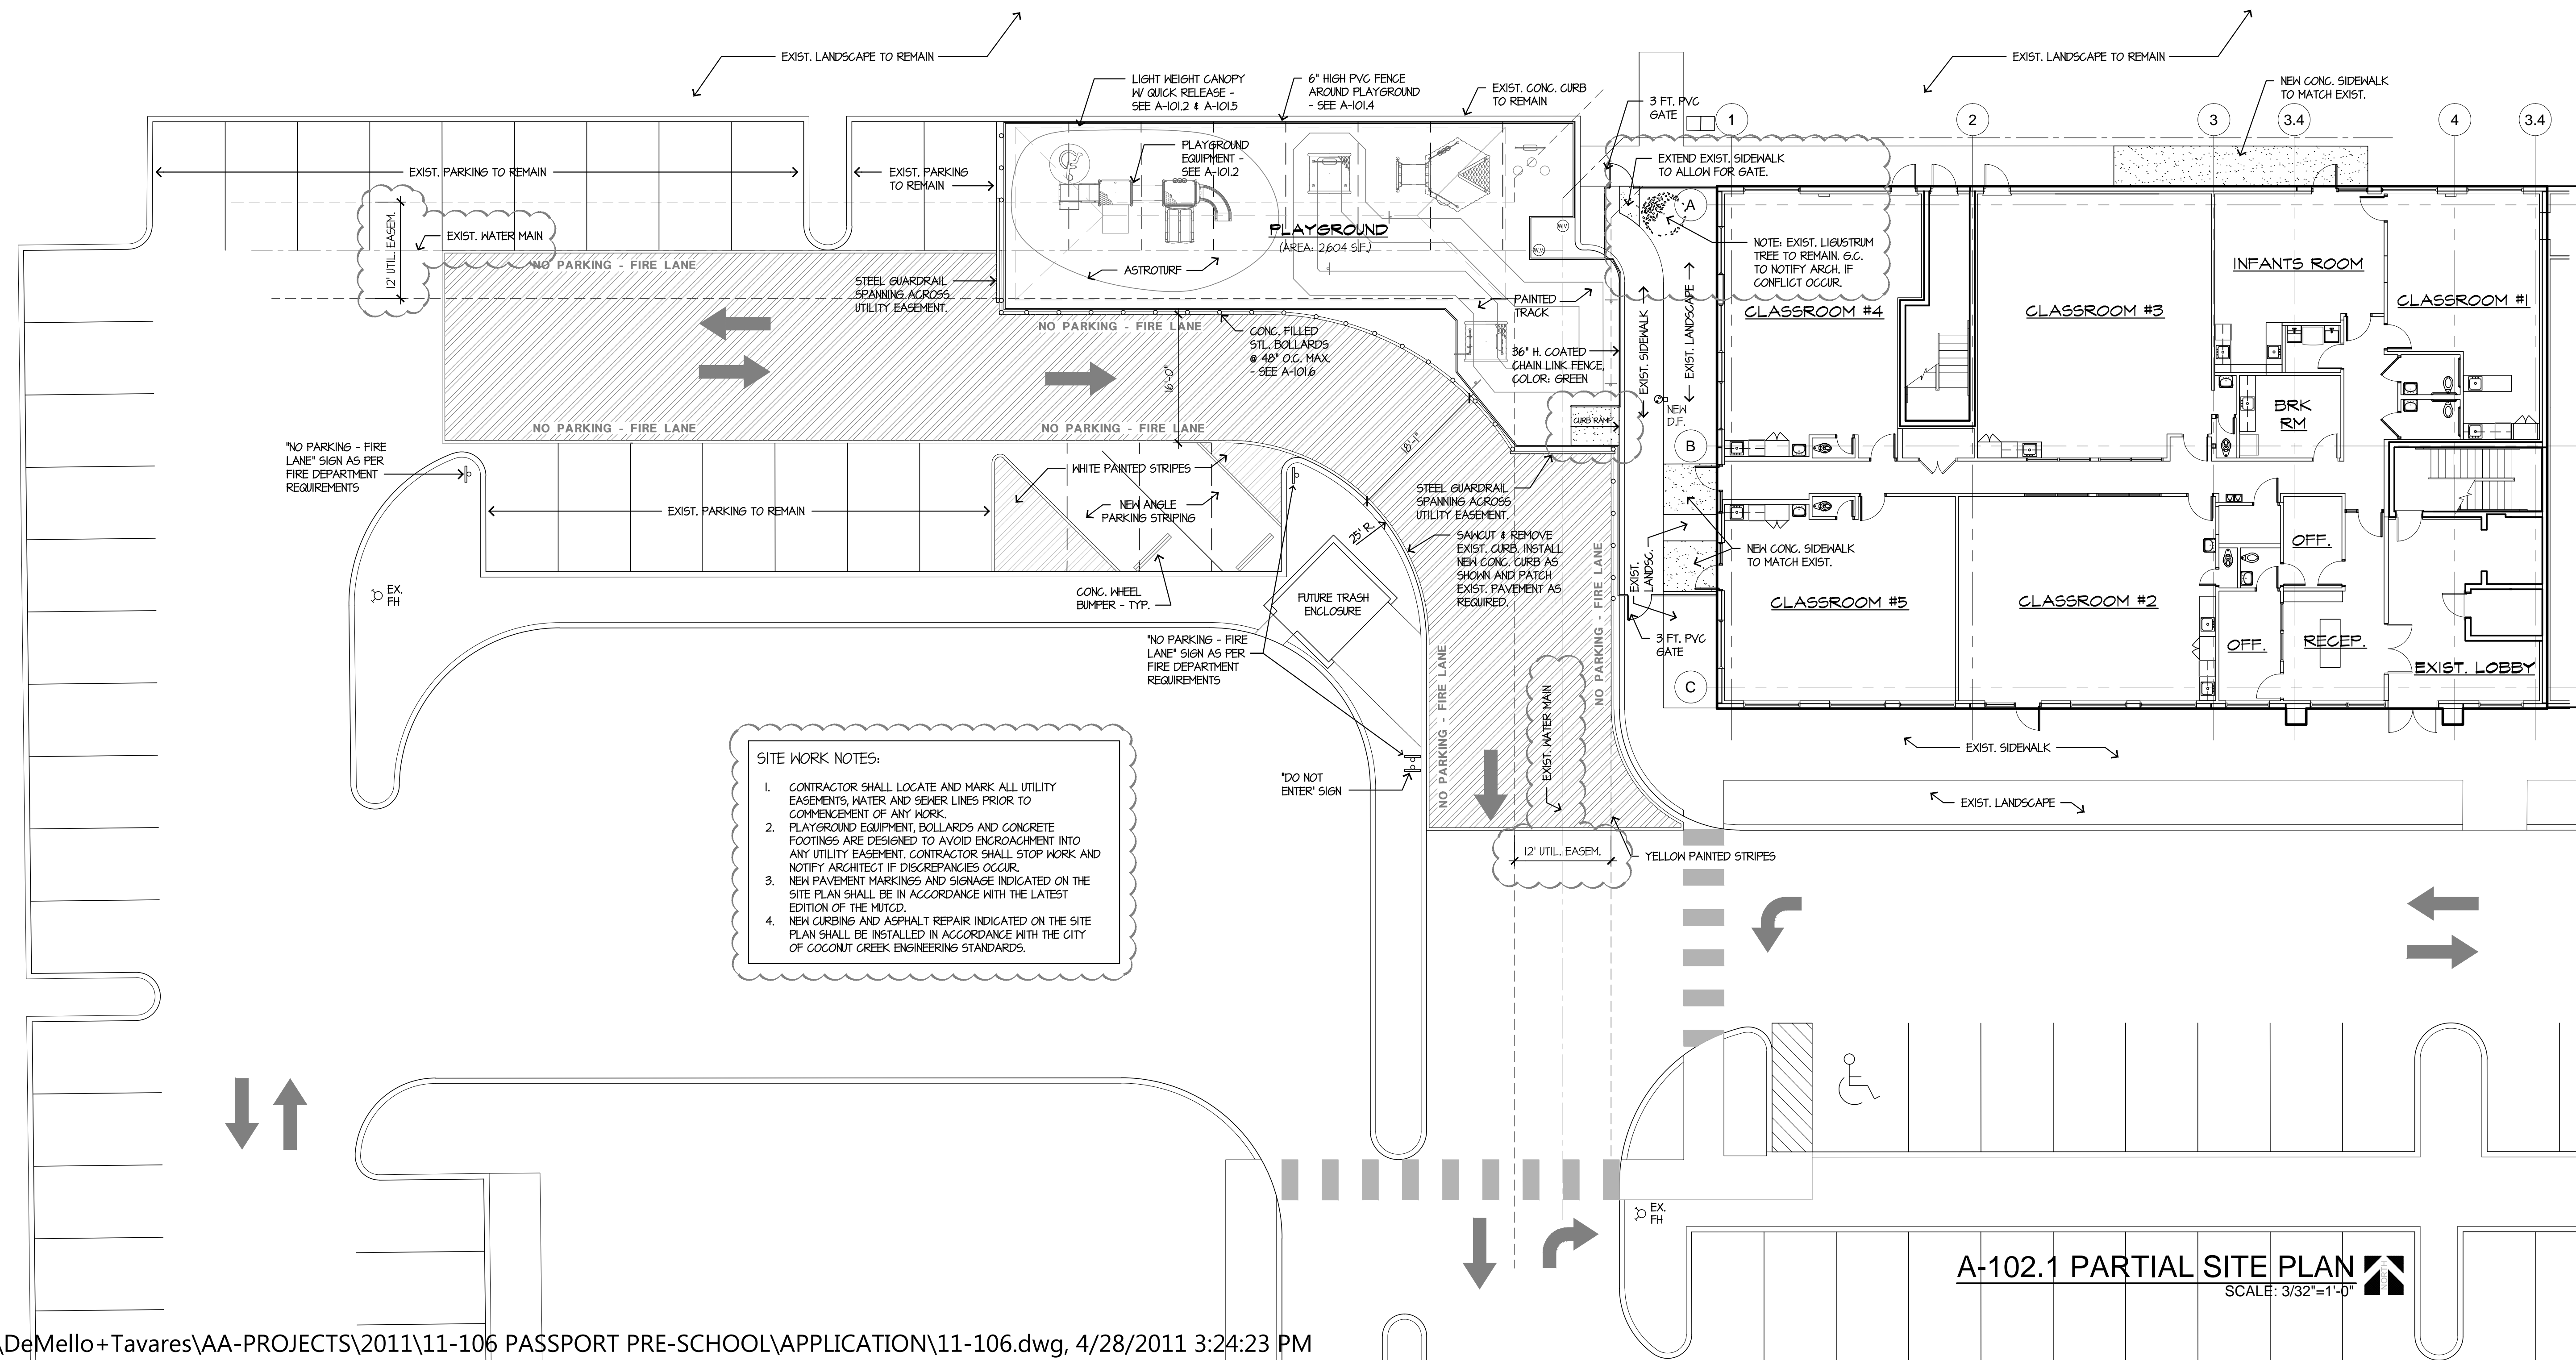 EXIST. LANDSCAPE TO REMAIN
EXIST. LANDSCAPE TO REMAIN
LIGHT WEIGHT CANOPY
W/ QUICK RELEASE -
SEE A-101.2 & A-101.5
6" HIGH PVC FENCE
AROUND PLAYGROUND
- SEE A-101.4
EXIST. CONC. CURB
TO REMAIN
3 FT. PVC
GATE
NEW CONC. SIDEWALK
TO MATCH EXIST.
1
2
3
3.4
4
3.4
EXIST. PARKING TO REMAIN
EXIST. PARKING
TO REMAIN
PLAYGROUND
EQUIPMENT -
SEE A-101.2
EXTEND EXIST. SIDEWALK
TO ALLOW FOR GATE.
A
12' UTIL. EASEM.
EXIST. WATER MAIN
PLAYGROUND
(AREA: 2,604 S.F.)
NOTE: EXIST. LIGUSTRUM
TREE TO REMAIN. G.C.
TO NOTIFY ARCH. IF
CONFLICT OCCUR.
NO PARKING - FIRE LANE
ASTROTURF
STEEL GUARDRAIL
SPANNING ACROSS
UTILITY EASEMENT.
PAINTED
TRACK
EXIST. SIDEWALK
EXIST. LANDSCAPE
CLASSROOM #4
CLASSROOM #3
INFANTS ROOM
CLASSROOM #1
NO PARKING - FIRE LANE
CONC. FILLED
STL. BOLLARDS
@ 48" O.C. MAX.
- SEE A-101.6
16'-0"
36" H. COATED
CHAIN LINK FENCE,
COLOR: GREEN
NEW
D.F.
CURB RAMP
BRK
RM
NO PARKING - FIRE LANE
NO PARKING - FIRE LANE
18'-1"
B
"NO PARKING - FIRE
LANE" SIGN AS PER
FIRE DEPARTMENT
REQUIREMENTS
WHITE PAINTED STRIPES
NEW ANGLE
PARKING STRIPING
EXIST. PARKING TO REMAIN
STEEL GUARDRAIL
SPANNING ACROSS
UTILITY EASEMENT.
25' R.
SAWCUT & REMOVE
EXIST. CURB. INSTALL
NEW CONC. CURB AS
SHOWN AND PATCH
EXIST. PAVEMENT AS
REQUIRED.
NO PARKING - FIRE LANE
EXIST.
LANDSC.
NEW CONC. SIDEWALK
TO MATCH EXIST.
OFF.
EX.
FH
CONC. WHEEL
BUMPER - TYP.
FUTURE TRASH
ENCLOSURE
CLASSROOM #5
CLASSROOM #2
"NO PARKING - FIRE
LANE" SIGN AS PER
FIRE DEPARTMENT
REQUIREMENTS
3 FT. PVC
GATE
OFF.
RECEP.
EXIST. LOBBY
C
NO PARKING - FIRE LANE
EXIST. WATER MAIN
"DO NOT
ENTER' SIGN
EXIST. SIDEWALK
EXIST. LANDSCAPE
12' UTIL. EASEM.
YELLOW PAINTED STRIPES
SITE WORK NOTES:
1. CONTRACTOR SHALL LOCATE AND MARK ALL UTILITY
EASEMENTS, WATER AND SEWER LINES PRIOR TO
COMMENCEMENT OF ANY WORK.
2. PLAYGROUND EQUIPMENT, BOLLARDS AND CONCRETE
FOOTINGS ARE DESIGNED TO AVOID ENCROACHMENT INTO
ANY UTILITY EASEMENT. CONTRACTOR SHALL STOP WORK AND
NOTIFY ARCHITECT IF DISCREPANCIES OCCUR.
3. NEW PAVEMENT MARKINGS AND SIGNAGE INDICATED ON THE
SITE PLAN SHALL BE IN ACCORDANCE WITH THE LATEST
EDITION OF THE MUTCD.
4. NEW CURBING AND ASPHALT REPAIR INDICATED ON THE SITE
PLAN SHALL BE INSTALLED IN ACCORDANCE WITH THE CITY
OF COCONUT CREEK ENGINEERING STANDARDS.
EX.
FH
A-102.1 PARTIAL SITE PLAN
SCALE: 3/32"=1'-0"
NORTH
\DeMello+Tavares\AA-PROJECTS\2011\11-106 PASSPORT PRE-SCHOOL\APPLICATION\11-106.dwg, 4/28/2011 3:24:23 PM